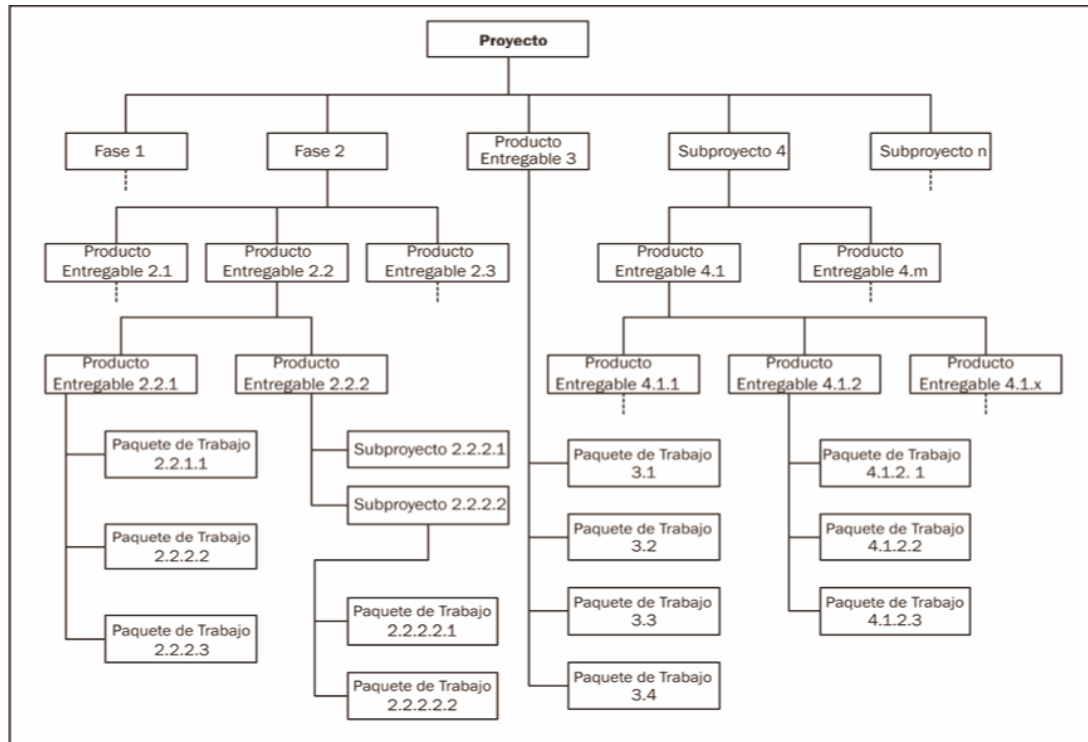 Proyecto
Fase 1
Fase 2
Producto
Entregable 3
Subproyecto 4
Subproyecto n
Producto
Entregable 2.1
Producto
Entregable 2.2
Producto
Entregable 2.3
Producto
Entregable 4.1
Producto
Entregable 4.m
Producto
Entregable 2.2.1
Producto
Entregable 2.2.2
Producto
Entregable 4.1.1
Producto
Entregable 4.1.2
Producto
Entregable 4.1.x
Paquete de Trabajo
2.2.1.1
Paquete de Trabajo
2.2.2.2
Paquete de Trabajo
2.2.2.3
Subproyecto 2.2.2.1
Subproyecto 2.2.2.2
Paquete de Trabajo
2.2.2.2.1
Paquete de Trabajo
2.2.2.2.2
Paquete de Trabajo
3.1
Paquete de Trabajo
3.2
Paquete de Trabajo
3.3
Paquete de Trabajo
3.4
Paquete de Trabajo
4.1.2. 1
Paquete de Trabajo
4.1.2.2
Paquete de Trabajo
4.1.2.3